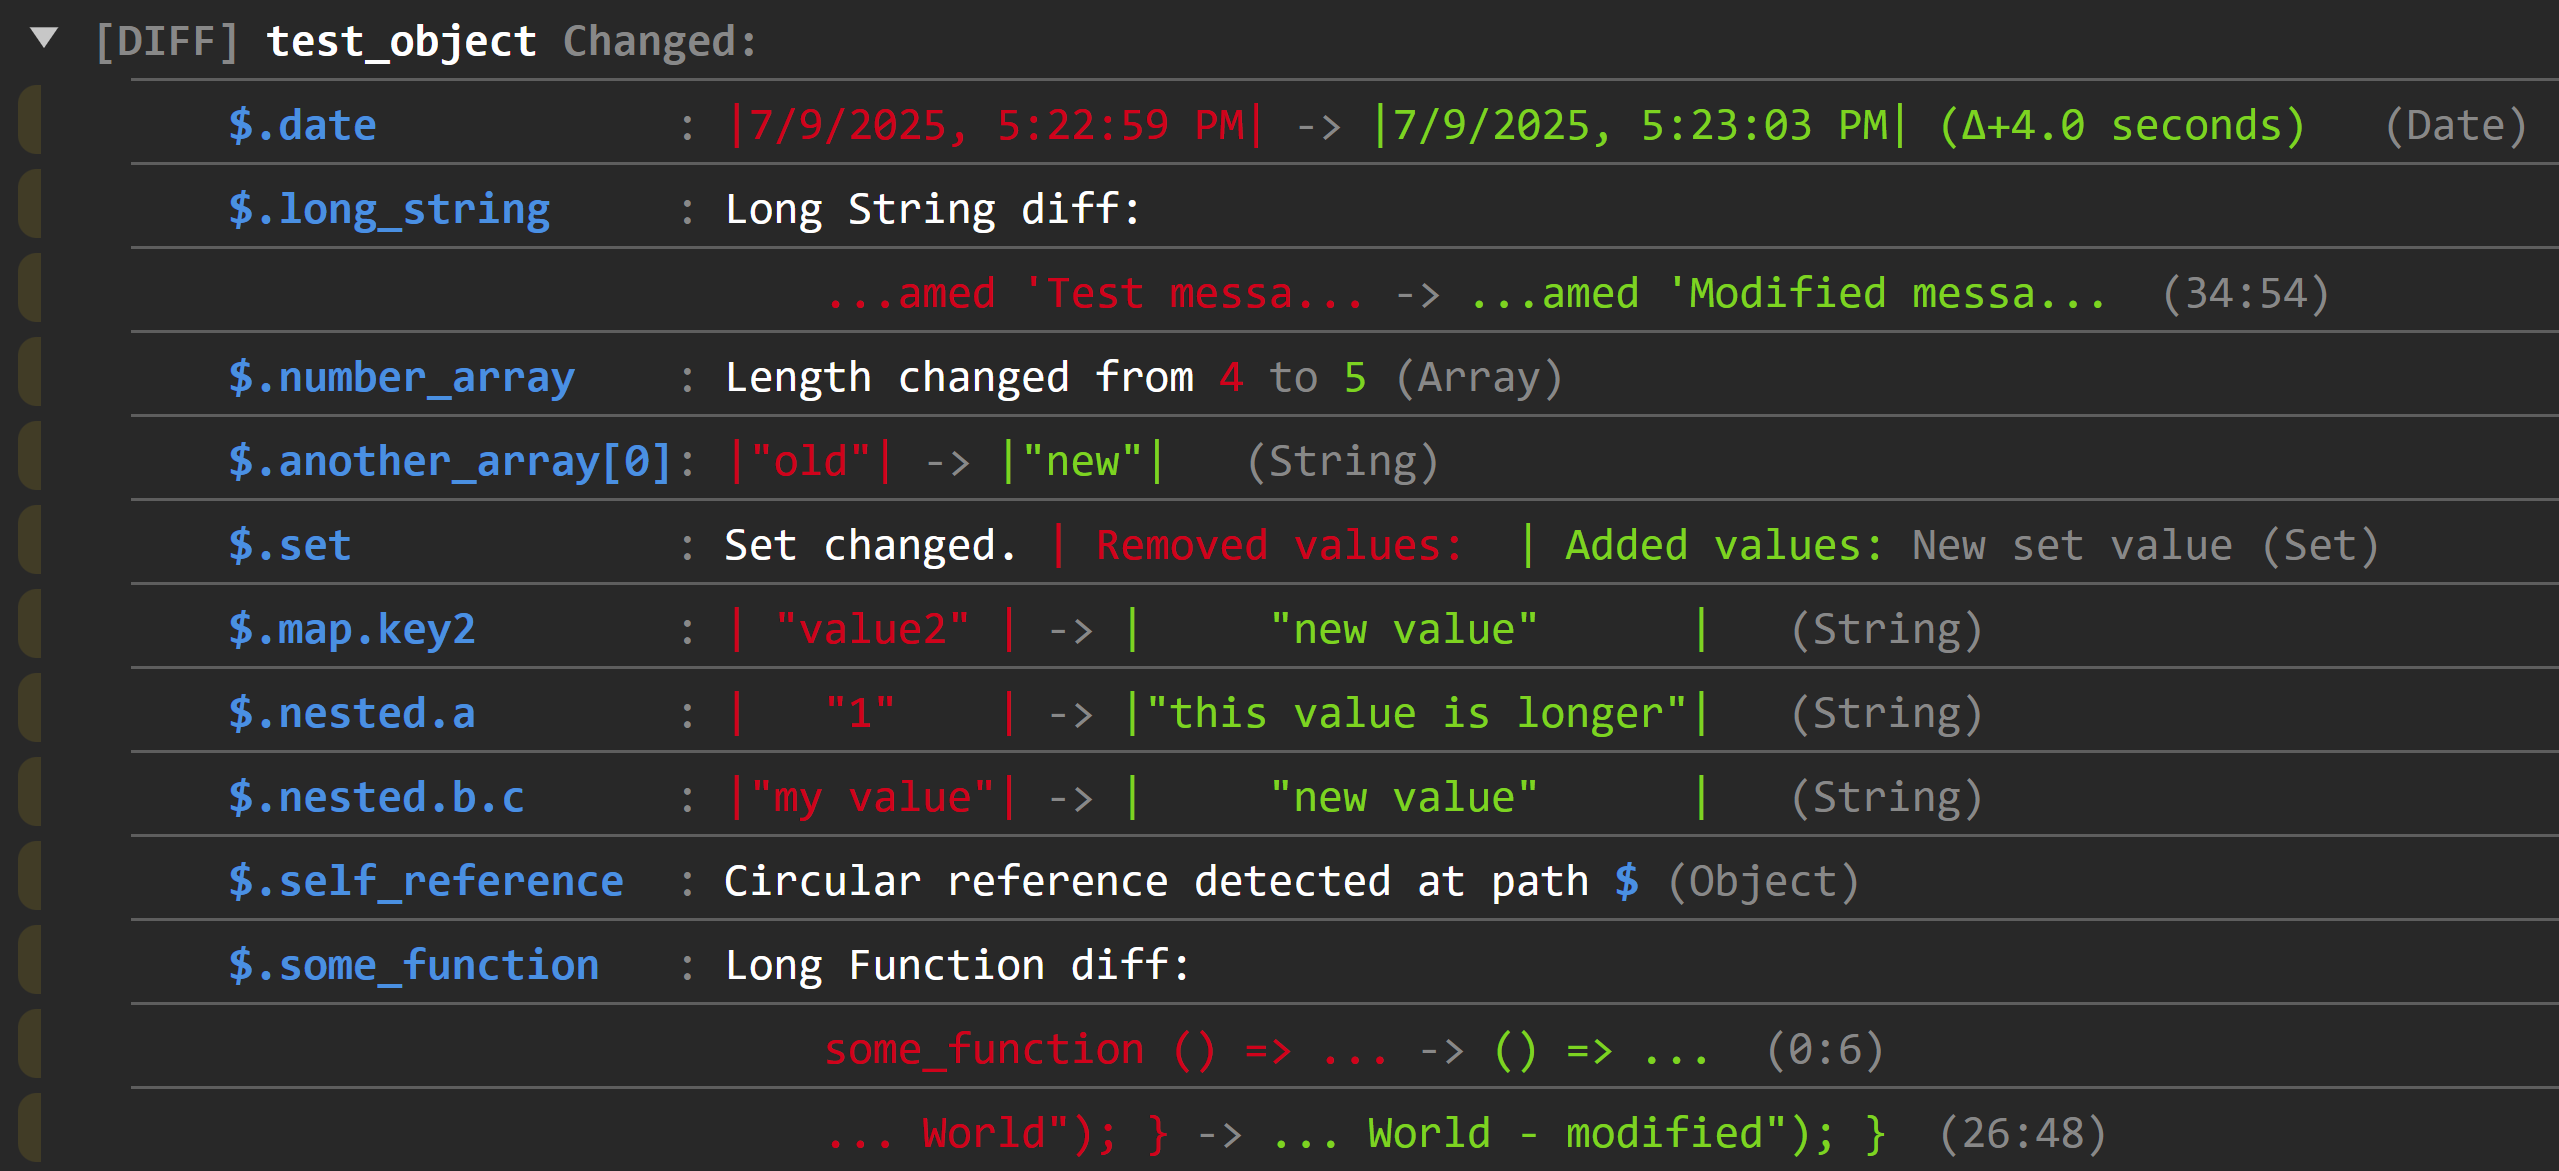 [DIFF] test_object Changed:
$.date : |7/9/2025, 5:22:59 PM| -> |7/9/2025, 5:23:03 PM| (Δ+4.0 seconds) (Date)
$.long_string : Long String diff:
...amed 'Test messa... -> ...amed 'Modified messa... (34:54)
$.number_array : Length changed from 4 to 5 (Array)
$.another_array[0]: |"old"| -> |"new"| (String)
$.set : Set changed. | Removed values: | Added values: New set value (Set)
$.map.key2 : | "value2" | -> | "new value" | (String)
$.nested.a : | "1" | -> |"this value is longer"| (String)
$.nested.b.c : |"my value"| -> | "new value" | (String)
$.self_reference : Circular reference detected at path $ (Object)
$.some_function : Long Function diff:
some_function () => ... -> () => ... (0:6)
... World"); } -> ... World - modified"); } (26:48)